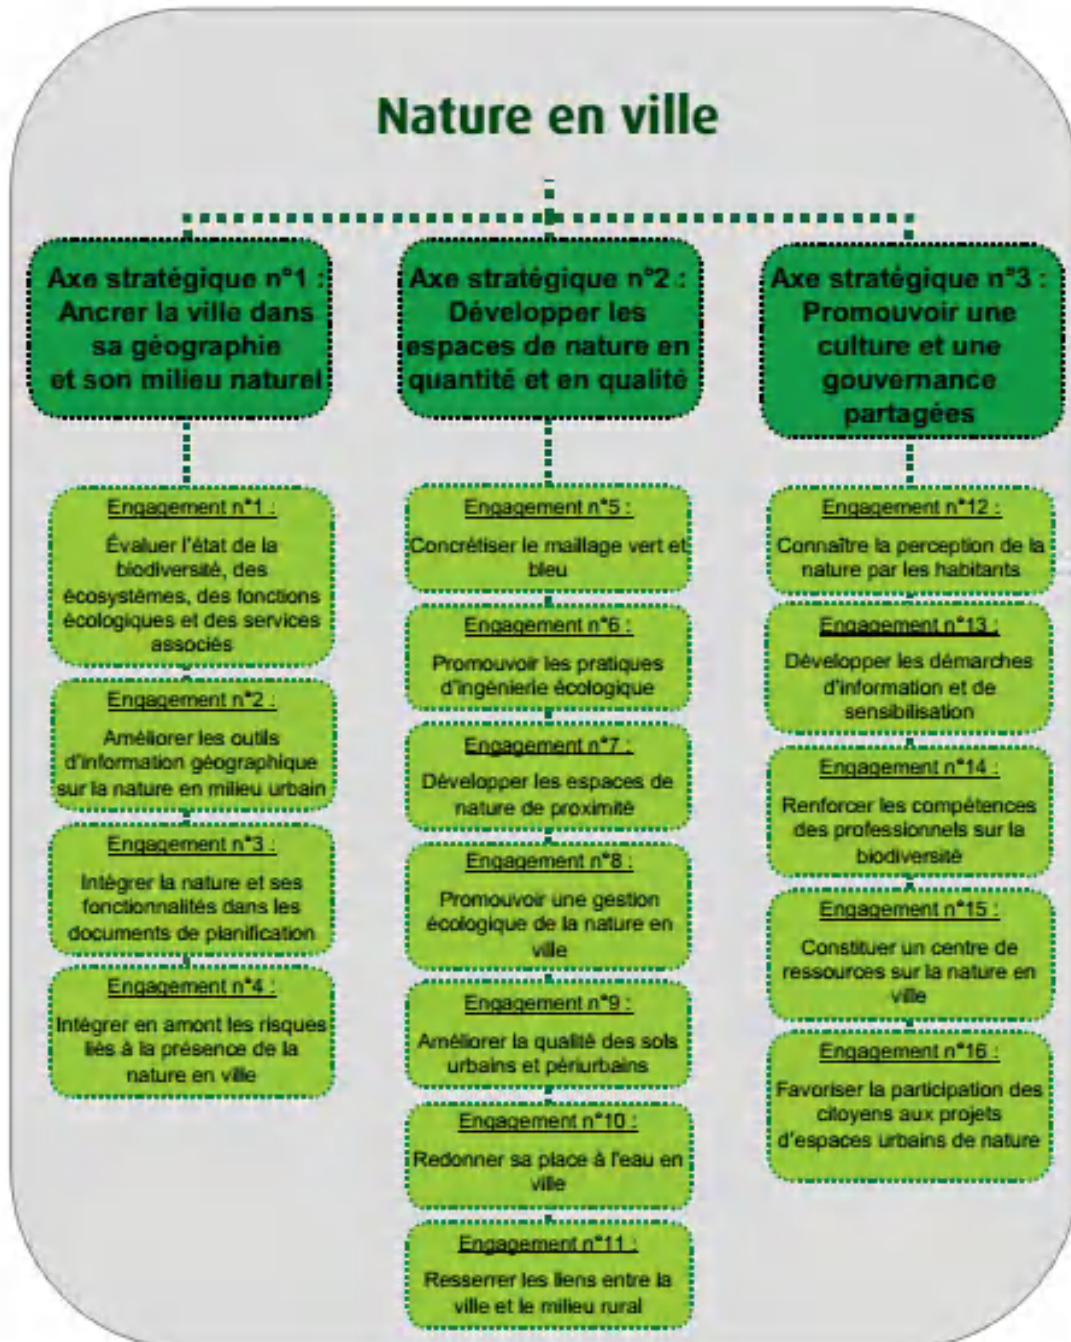 Nature en ville
Axe stratégique n°1 :
Ancrer la ville dans
sa géographie
et son milieu naturel
Engagement n°1 :
Évaluer l'état de la
biodiversité, des
écosystèmes, des fonctions
écologiques et des services
associés
Engagement n°2 :
Améliorer les outils
d'information géographique
sur la nature en milieu urbain
Engagement n°3 :
Intégrer la nature et ses
fonctionnalités dans les
documents de planification
Engagement n°4 :
Intégrer en amont les risques
liés à la présence de la
nature en ville
Axe stratégique n°2 :
Développer les
espaces de nature en
quantité et en qualité
Engagement n°5 :
Concrétiser le maillage vert et
bleu
Engagement n°6 :
Promouvoir les pratiques
d'ingénierie écologique
Engagement n°7 :
Développer les espaces de
nature de proximité
Engagement n°8 :
Promouvoir une gestion
écologique de la nature en
ville
Engagement n°9 :
Améliorer la qualité des sols
urbains et périurbains
Engagement n°10 :
Redonner sa place à l'eau en
ville
Engagement n°11 :
Resserrer les liens entre la
ville et le milieu rural
Axe stratégique n°3 :
Promouvoir une
culture et une
gouvernance
partagées
Engagement n°12 :
Connaître la perception de la
nature par les habitants
Engagement n°13 :
Développer les démarches
d'information et de
sensibilisation
Engagement n°14 :
Renforcer les compétences
des professionnels sur la
biodiversité
Engagement n°15 :
Constituer un centre de
ressources sur la nature en
ville
Engagement n°16 :
Favoriser la participation des
citoyens aux projets
d'espaces urbains de nature